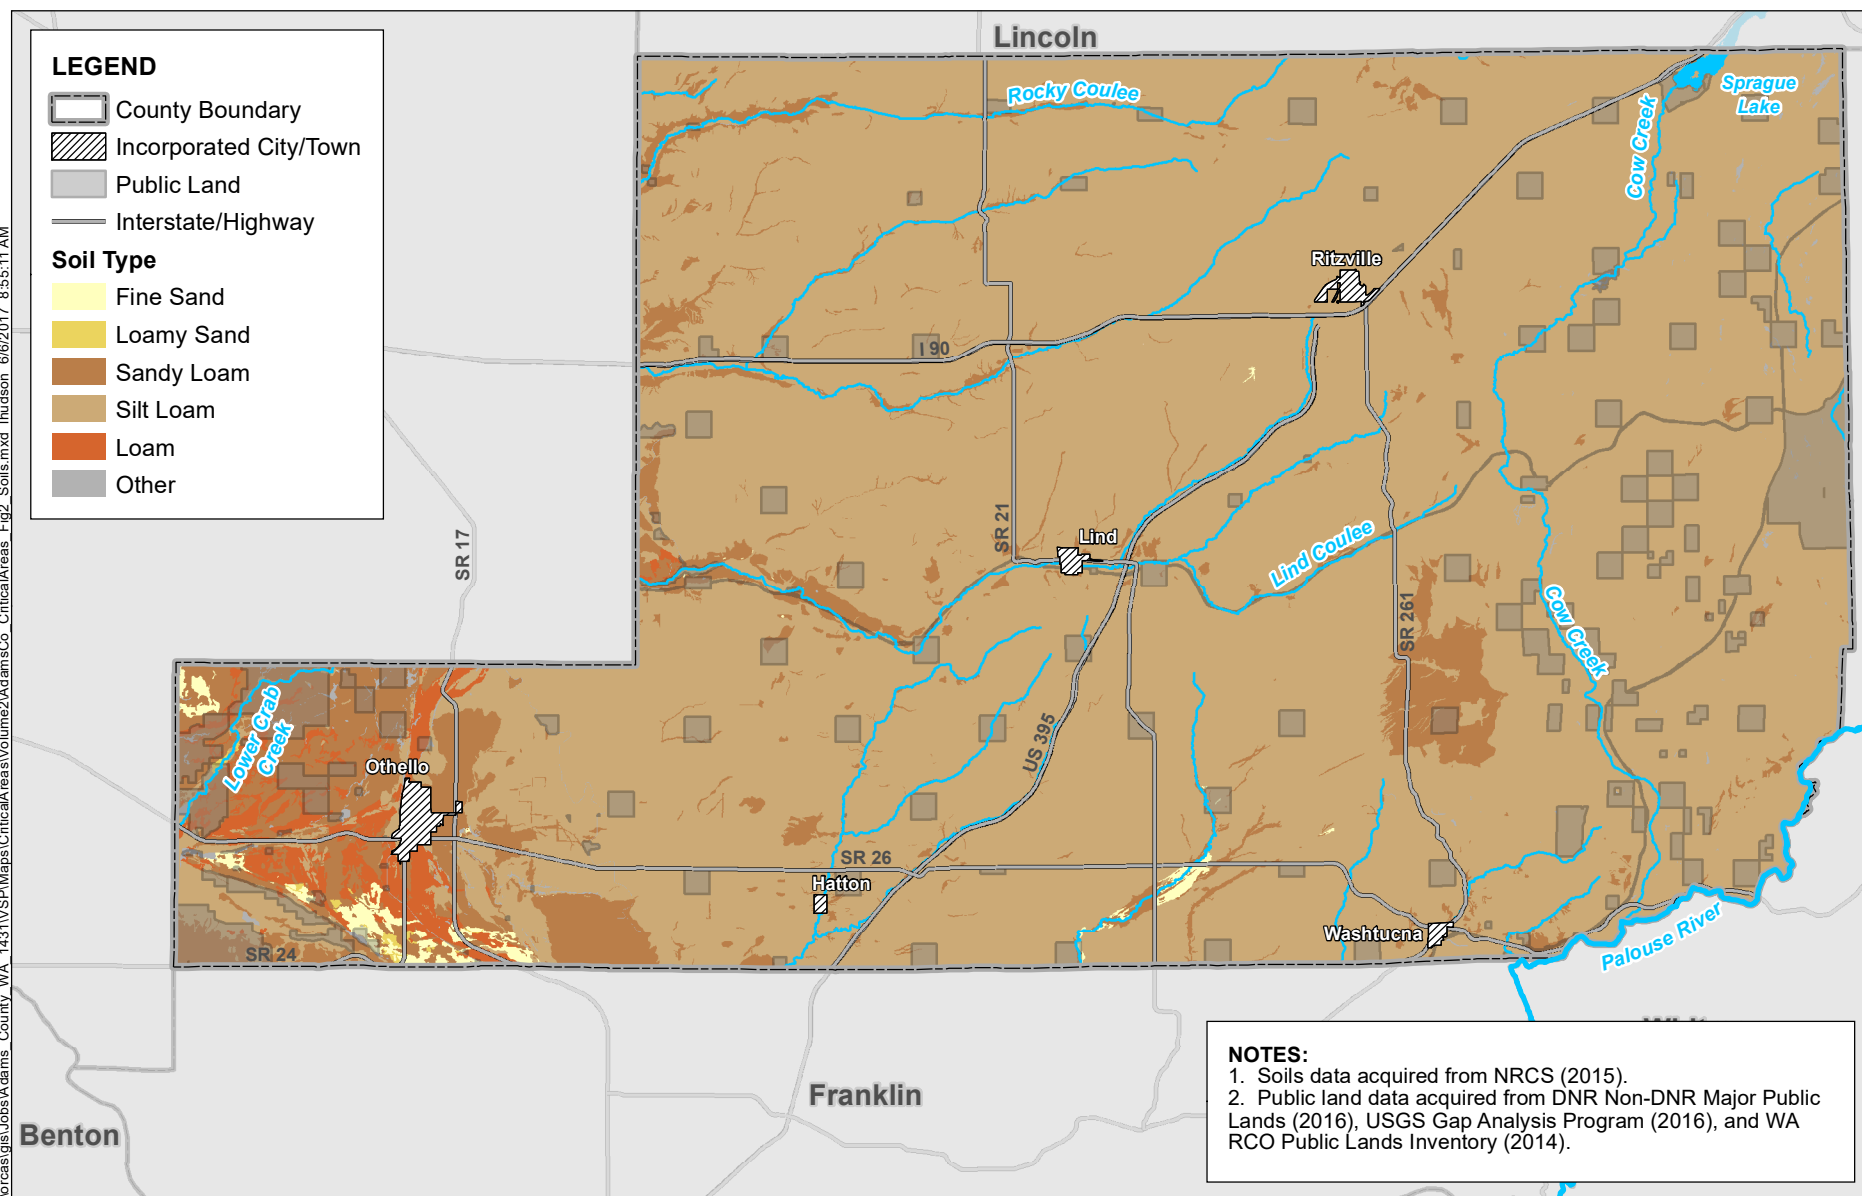 Lincoln
LEGEND
County Boundary
Incorporated City/Town
Public Land
Interstate/Highway
Soil Type
Fine Sand
Loamy Sand
Sandy Loam
Silt Loam
Loam
Other
Rocky Coulee
Sprague
Lake
Cow Creek
Ritzville
I 90
SR 21
SR 17
Lind
Lind Coulee
SR 261
Cow Creek
Lower Crab
Creek
Othello
US 395
SR 26
Hatton
SR 24
Washtucna
Palouse River
Franklin
Benton
NOTES:
1. Soils data acquired from NRCS (2015).
2. Public land data acquired from DNR Non-DNR Major Public
Lands (2016), USGS Gap Analysis Program (2016), and WA
RCO Public Lands Inventory (2014).